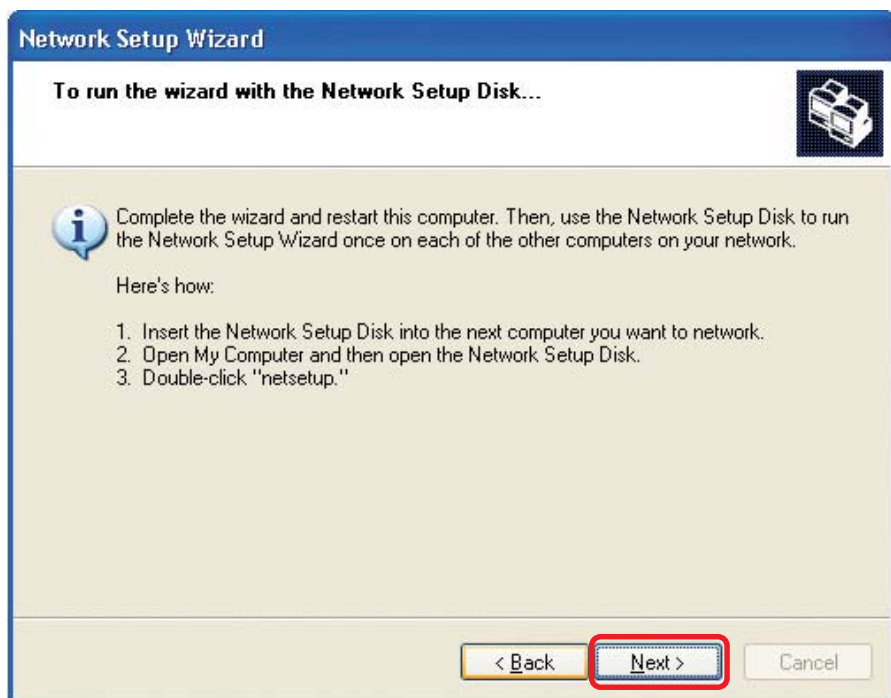 Network Setup Wizard
To run the wizard with the Network Setup Disk...
Complete the wizard and restart this computer. Then, use the Network Setup Disk to run
the Network Setup Wizard once on each of the other computers on your network.
Here's how:
1. Insert the Network Setup Disk into the next computer you want to network.
2. Open My Computer and then open the Network Setup Disk.
3. Double-click "netsetup."
< Back
Next >
Cancel